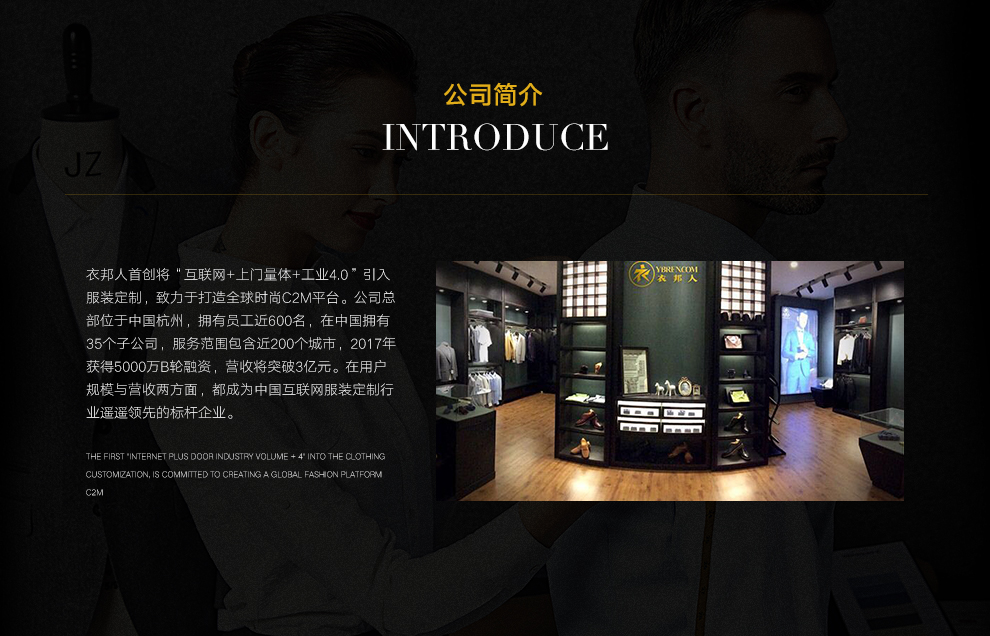 公司简介
INTRODUCE
JZ
衣邦人首创将“互联网+上门量体+工业4.0”引入
服装定制，致力于打造全球时尚C2M平台。公司总
部位于中国杭州，拥有员工近600名，在中国拥有
35个子公司，服务范围包含近200个城市，2017年
获得5000万B轮融资，营收将突破3亿元。在用户
规模与营收两方面，都成为中国互联网服装定制行
业遥遥领先的标杆企业。
THE FIRST "INTERNET PLUS DOOR INDUSTRY VOLUME + 4" INTO THE CLOTHING
CUSTOMIZATION, IS COMMITTED TO CREATING A GLOBAL FASHION PLATFORM
C2M
YBREN.COM
衣邦人